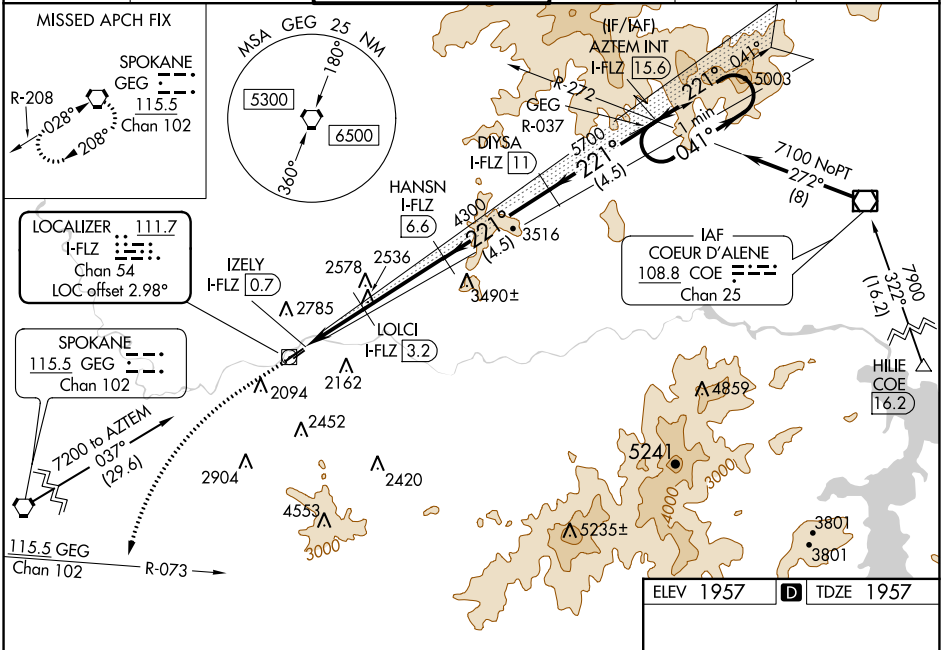 MISSED APCH FIX
SPOKANE
GEG
115.5
Chan 102
R-208
028°
208°
MSA GEG 25 NM
180°
5300
6500
360°
(IF/IAF)
AZTEM INT
I-FLZ 15.6
041°
221°
5003
R-272
GEG
R-037
1 min
041°
5700
DIYSA
I-FLZ 11
221°
(4.5)
7100 NoPT
272°
(8)
HANSN
I-FLZ
6.6
4300
221°
(4.5)
3516
IAF
COEUR D'ALENE
108.8 COE
Chan 25
LOCALIZER 111.7
I-FLZ
Chan 54
LOC offset 2.98°
IZELY
I-FLZ 0.7
2578
2536
3490±
2785
7900
322°
(16.2)
LOLCI
I-FLZ 3.2
SPOKANE
115.5 GEG
Chan 102
HILIE
COE
16.2
2094
2162
4859
7200 to AZTEM
037°
(29.6)
2452
5241
3000
2904
2420
4000
4553
3000
5235±
3801
3801
115.5 GEG
Chan 102
R-073
ELEV 1957 D TDZE 1957